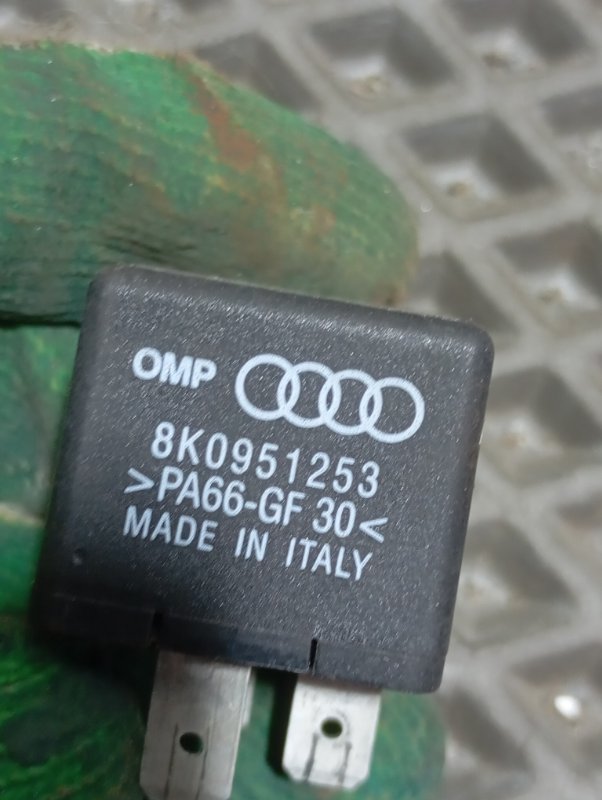 OMP
8K0951253
>PA66-GF 30<
MADE IN ITALY